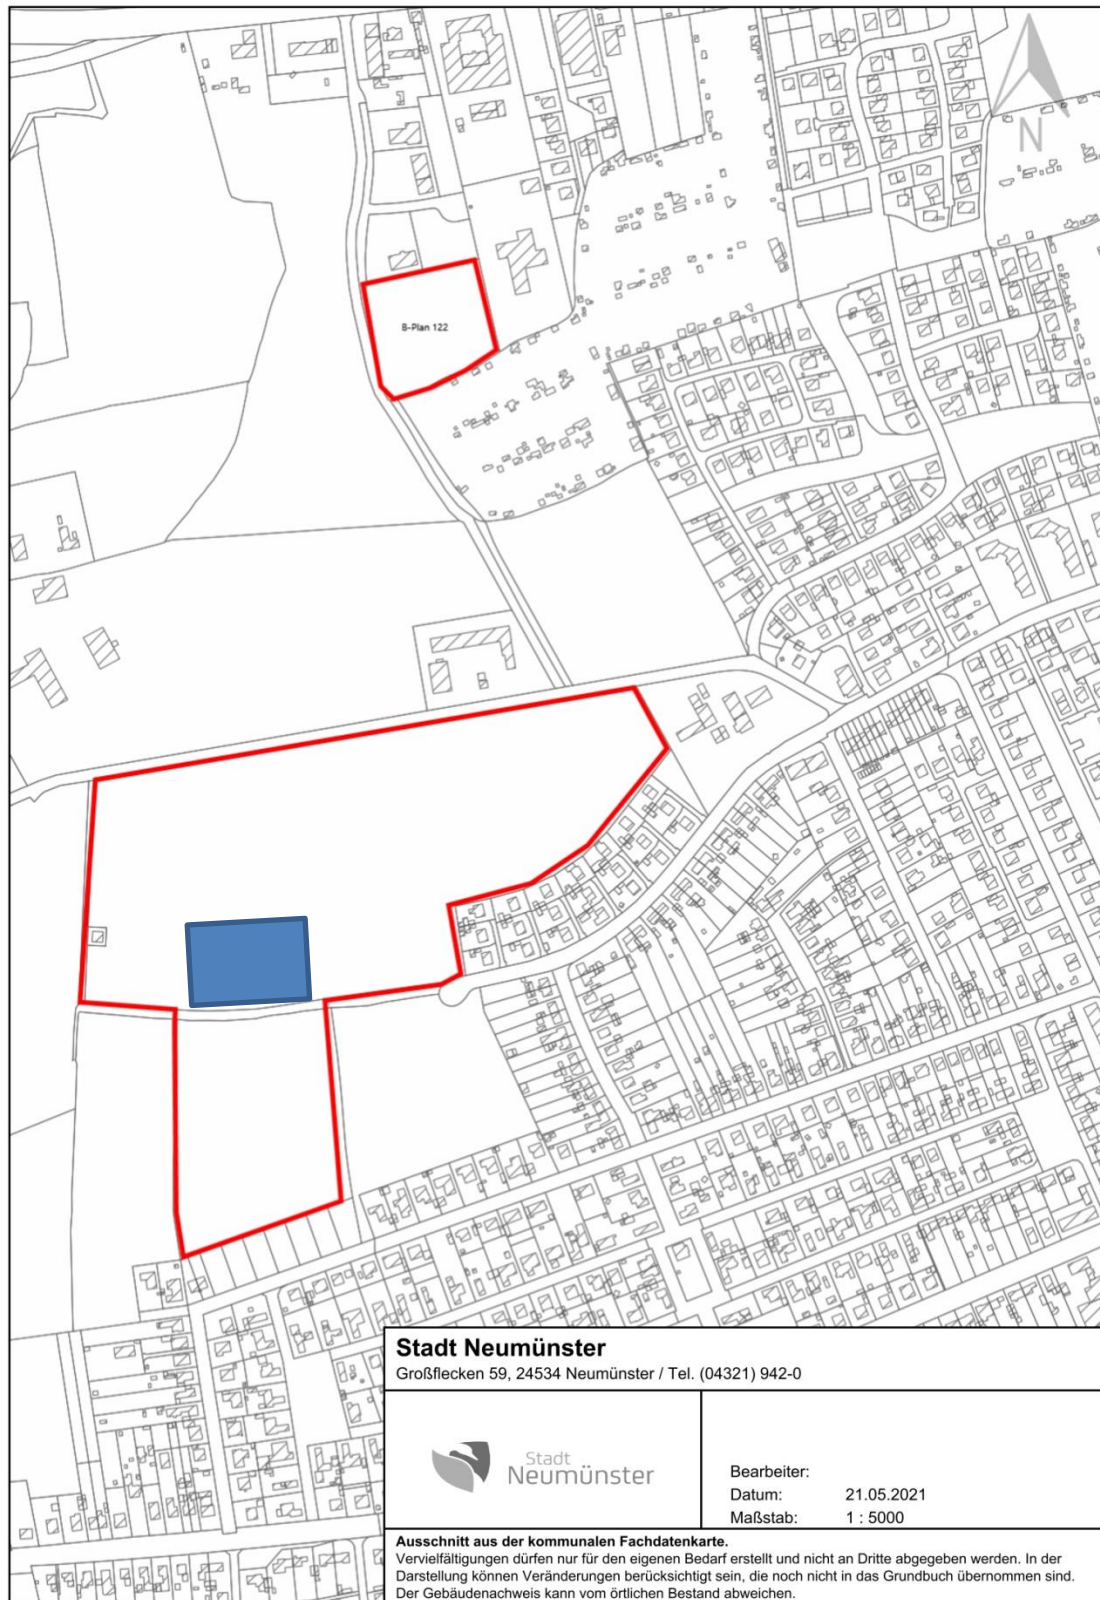 N
B-Plan 122
Stadt Neumünster
Großflecken 59, 24534 Neumünster / Tel. (04321) 942-0
Stadt
Neumünster
Bearbeiter:
Datum: 21.05.2021
Maßstab: 1 : 5000
Ausschnitt aus der kommunalen Fachdatenkarte.
Vervielfältigungen dürfen nur für den eigenen Bedarf erstellt und nicht an Dritte abgegeben werden. In der
Darstellung können Veränderungen berücksichtigt sein, die noch nicht in das Grundbuch übernommen sind.
Der Gebäudenachweis kann vom örtlichen Bestand abweichen.